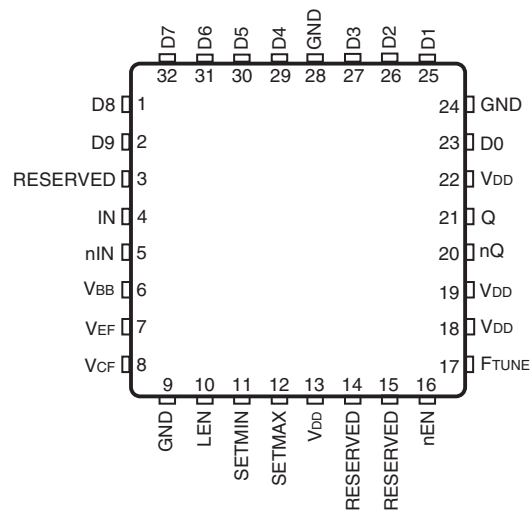 D7 D6 D5 D4 GND D3 D2 D1
32 31 30 29 28 27 26 25
D8 1
D9 2
RESERVED 3
IN 4
nIN 5
VBB 6
VEF 7
VCF 8
24 GND
23 D0
22 VDD
21 Q
20 nQ
19 VDD
18 VDD
17 FTUNE
9 10 11 12 13 14 15 16
GND LEN SETMIN SETMAX VDD RESERVED RESERVED nEN